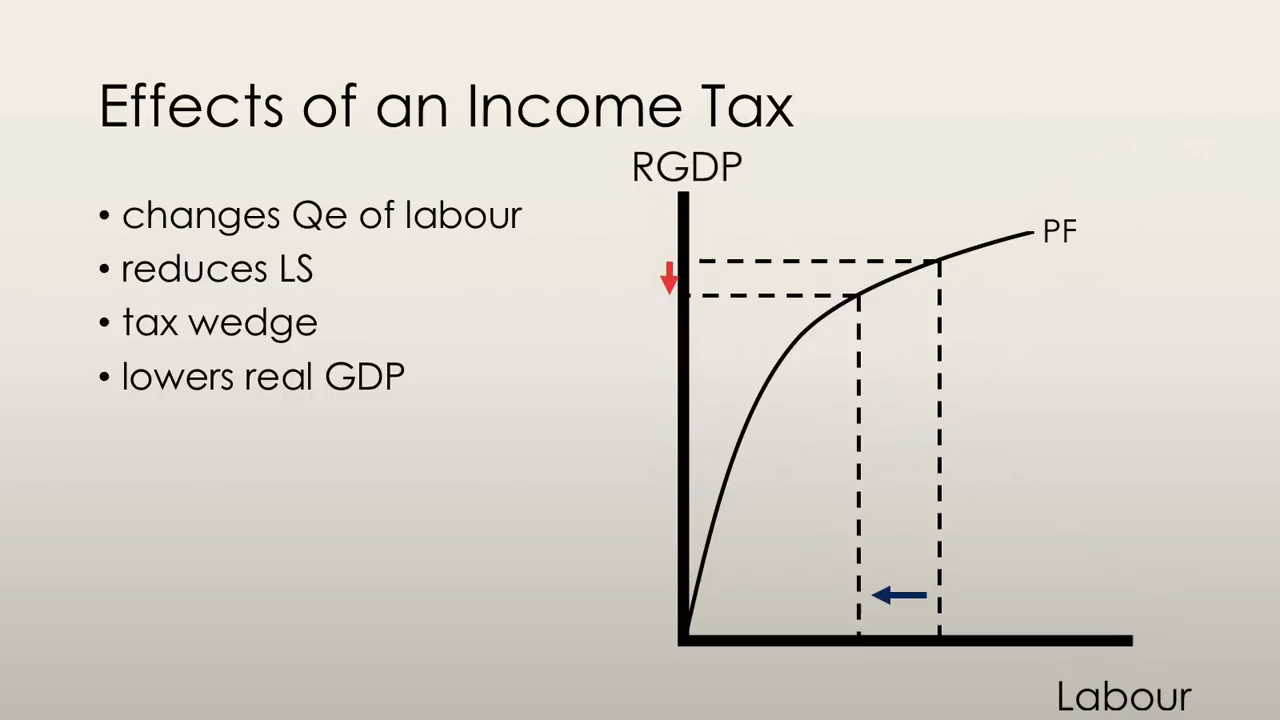 Effects of an Income Tax
• changes Qe of labour
• reduces LS
• tax wedge
• lowers real GDP
RGDP
PF
Labour